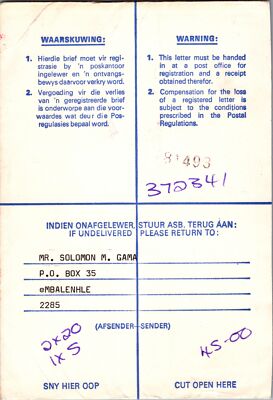 WAARSKUWING:
1. Hierdie brief moet vir regi-
strasie by 'n poskantoor
ingelewer en 'n ontvangs-
bewys daarvoor verkry word.
2. Vergoeding vir die verlies
van 'n geregistreerde brief
is onderworpe aan die voor-
waardes wat deur die Pos-
regulasies bepaal word.
WARNING:
1. This letter must be handed
in at a post office for
registration and a receipt
obtained therefor.
2. Compensation for the loss
of a registered letter is
subject to the conditions
prescribed in the Postal
Regulations.
372341
INDIEN ONAFGELEWER, STUUR ASB. TERUG AAN:
IF UNDELIVERED PLEASE RETURN TO:
MR. SOLOMON M. GAMA
P.O. BOX 35
eMBALENHLE
2285
(AFSENDER—SENDER)
2x20
1x5
45-00
SNY HIER OOP
CUT OPEN HERE